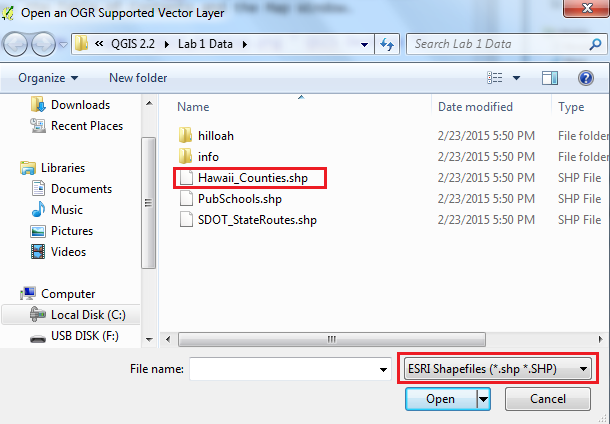 Open an OGR Supported Vector Layer
« QGIS 2.2 ▸ Lab 1 Data ▸
Search Lab 1 Data
Organize
New folder
Downloads
Recent Places
Libraries
Documents
Music
Pictures
Videos
Computer
Local Disk (C:)
USB DISK (F:)
Name Date modified Type
hilloah 2/23/2015 5:50 PM File folder
info 2/23/2015 5:50 PM File folder
Hawaii_Counties.shp 2/23/2015 5:50 PM SHP File
PubSchools.shp 2/23/2015 5:50 PM SHP File
SDOT_StateRoutes.shp 2/23/2015 5:50 PM SHP File
File name:
ESRI Shapefiles (*.shp *.SHP)
Open
Cancel